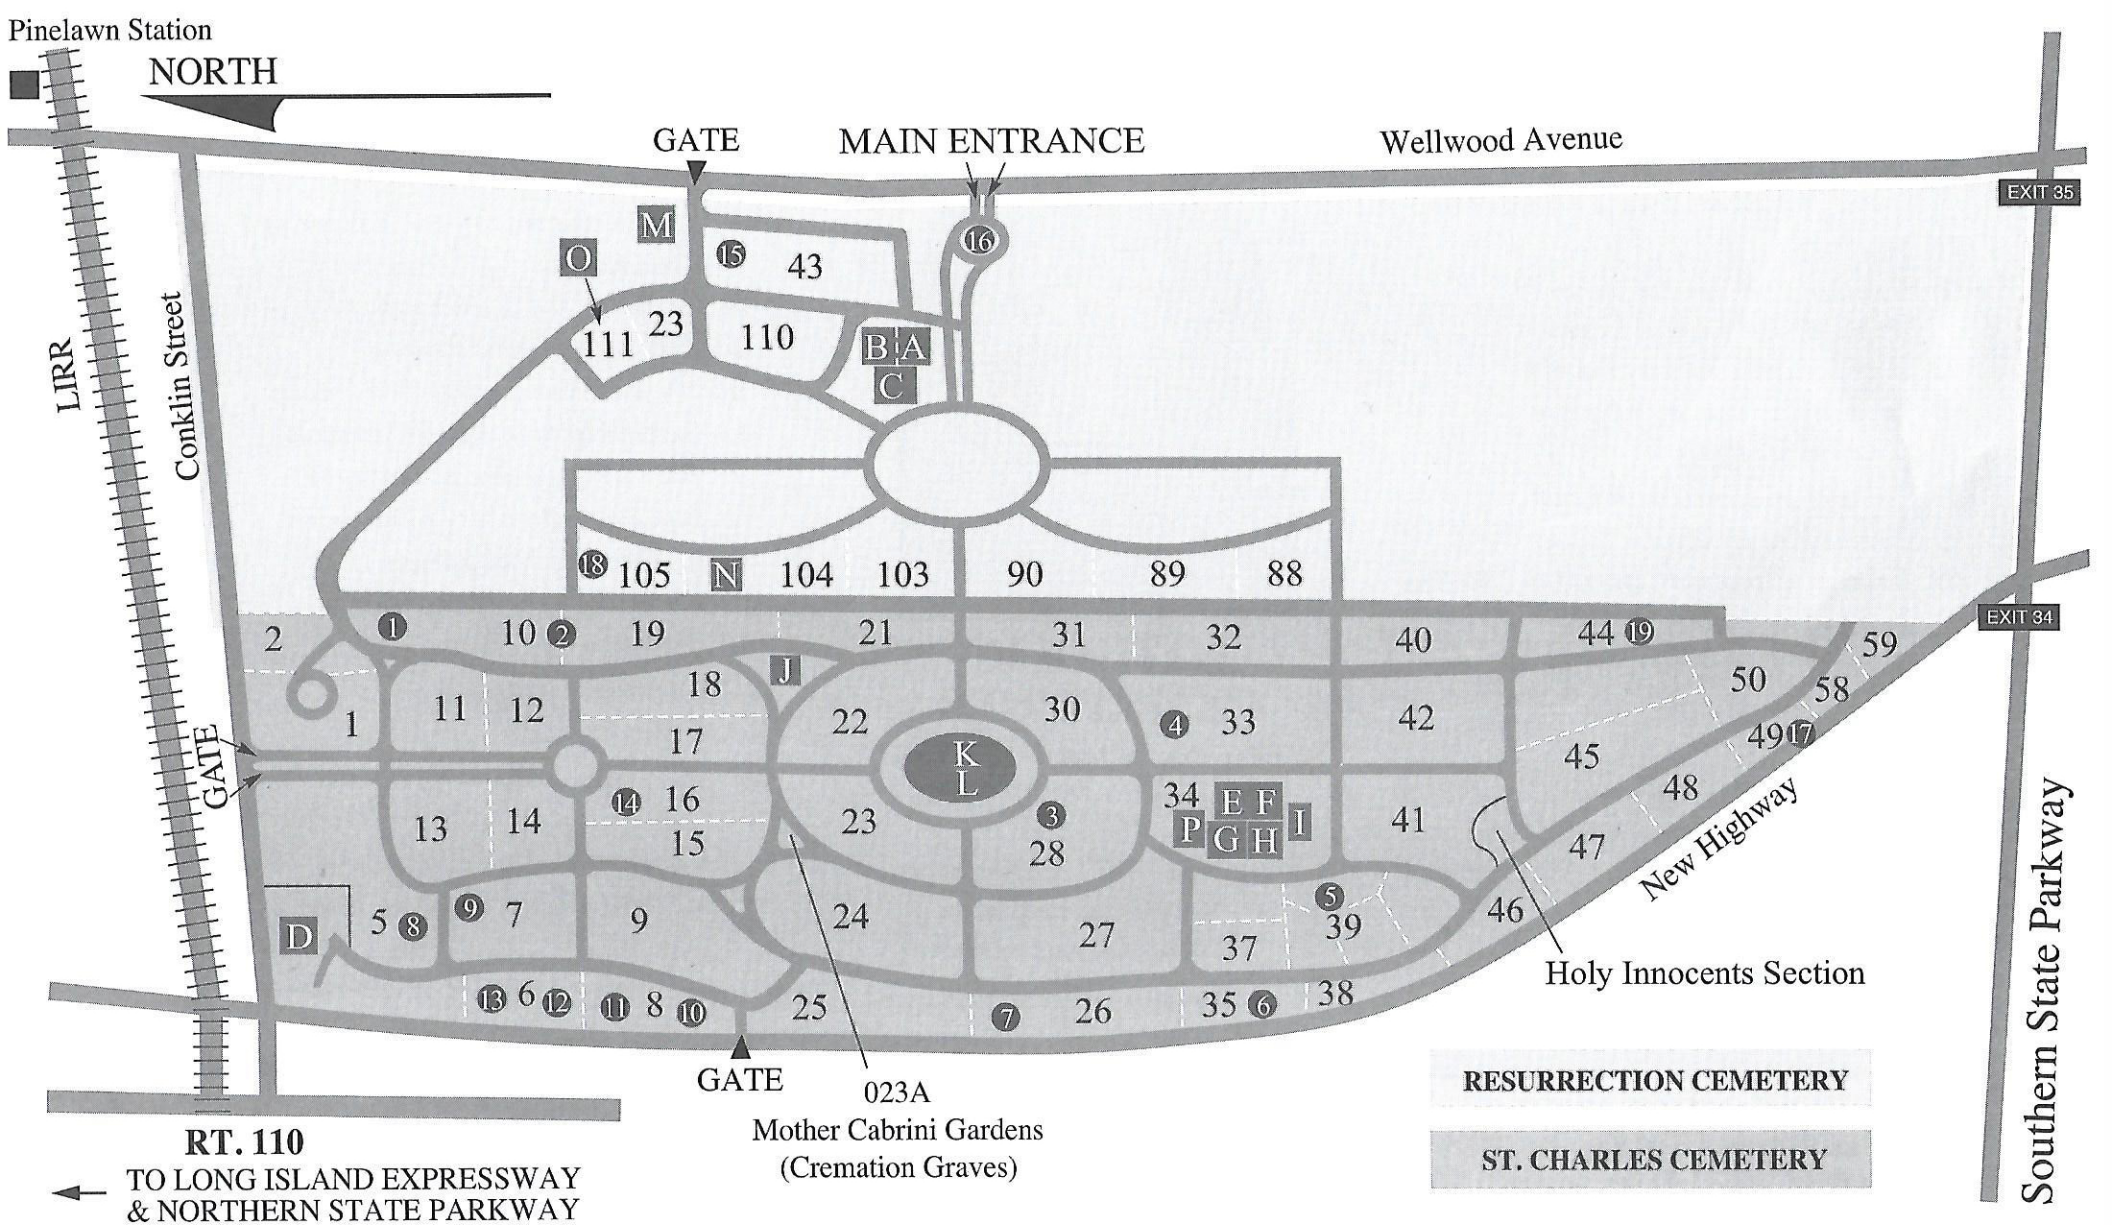 Pinelawn Station
NORTH
GATE
MAIN ENTRANCE
Wellwood Avenue
EXIT 35
M
O
15
43
16
LIRR
Conklin Street
111
23
110
B
A
C
18
105
N
104
103
90
89
88
EXIT 34
2
1
10
2
19
21
31
32
40
44
19
59
J
18
11
12
22
30
4
33
42
50
58
1
17
K
L
45
49
17
GATE
13
14
14
16
15
23
3
28
34
E
F
P
G
H
I
41
48
47
New Highway
D
5
8
9
7
9
24
27
37
5
39
46
Holy Innocents Section
13
6
12
11
8
10
25
7
26
35
6
38
Southern State Parkway
GATE
023A
Mother Cabrini Gardens
(Cremation Graves)
RESURRECTION CEMETERY
ST. CHARLES CEMETERY
RT. 110
TO LONG ISLAND EXPRESSWAY
& NORTHERN STATE PARKWAY